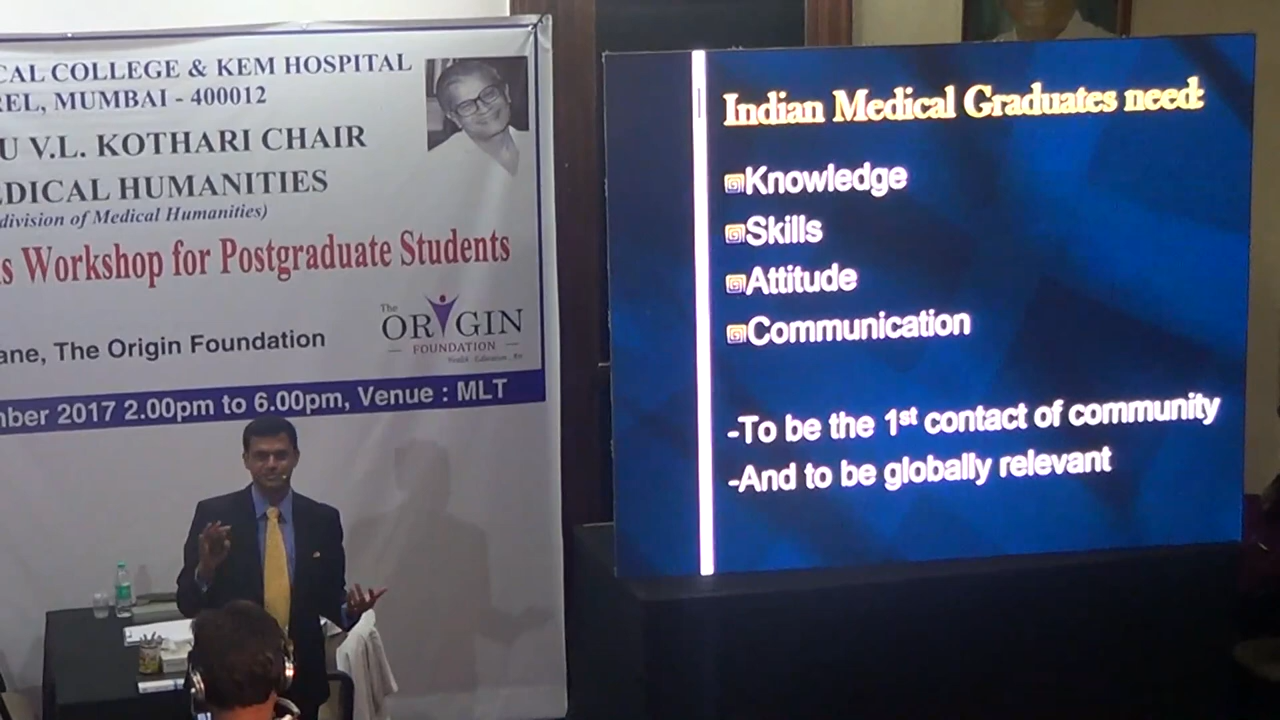 CAL COLLEGE & KEM HOSPITAL
REL, MUMBAI - 400012
U V.L. KOTHARI CHAIR
EDICAL HUMANITIES
division of Medical Humanities)
s Workshop for Postgraduate Students
ane, The Origin Foundation
The
ORIGIN
FOUNDATION
mber 2017 2.00pm to 6.00pm, Venue : MLT
Indian Medical Graduates need:
Knowledge
Skills
Attitude
Communication
-To be the 1st contact of community
-And to be globally relevant